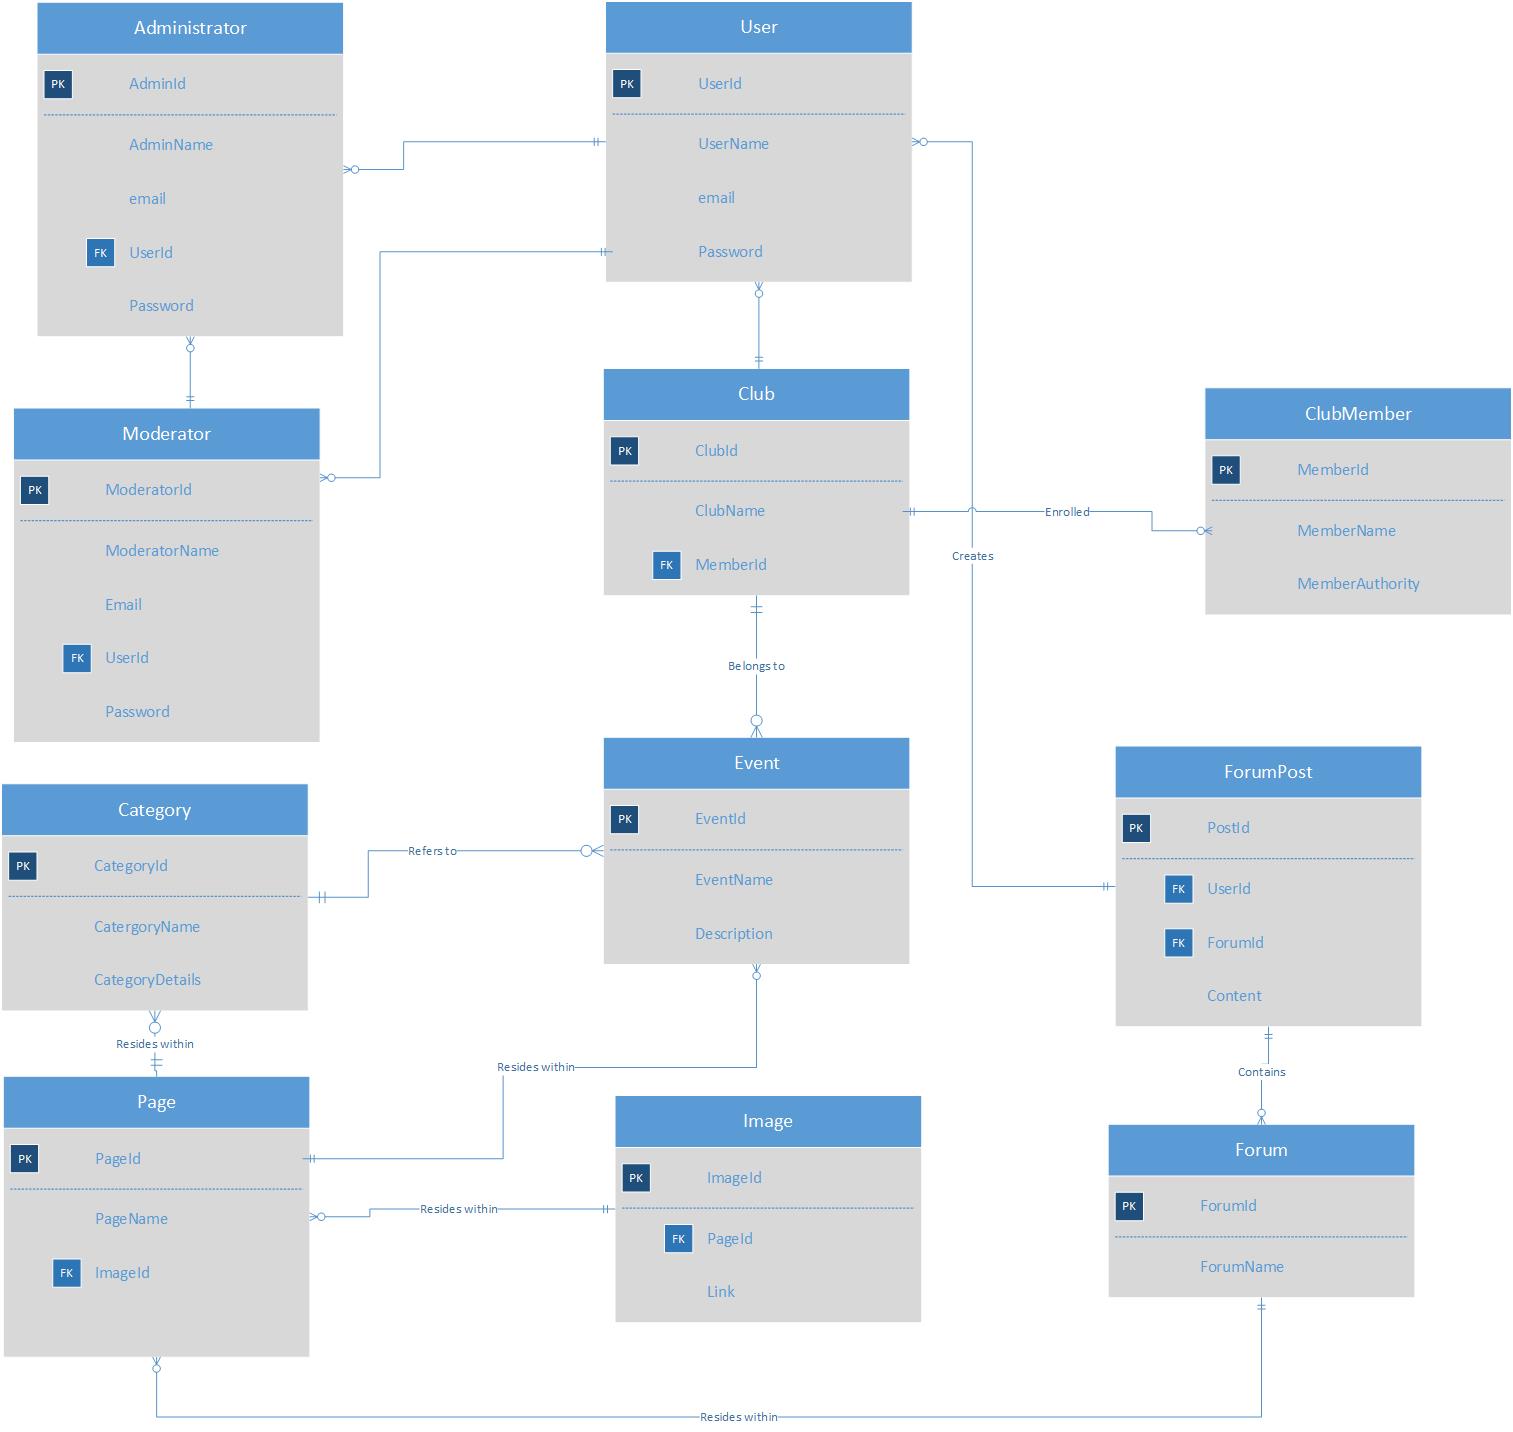 Administrator
PK AdminId
AdminName
email
FK UserId
Password
User
PK UserId
UserName
email
Password
Moderator
PK ModeratorId
ModeratorName
Email
FK UserId
Password
Club
PK ClubId
ClubName
FK MemberId
Enrolled
Creates
ClubMember
PK MemberId
MemberName
MemberAuthority
Belongs to
Event
PK EventId
EventName
Description
Refers to
Category
PK CategoryId
CatergoryName
CategoryDetails
Resides within
ForumPost
PK PostId
FK UserId
FK ForumId
Content
Contains
Resides within
Page
PK PageId
PageName
FK ImageId
Resides within
Image
PK ImageId
FK PageId
Link
Forum
PK ForumId
ForumName
Resides within